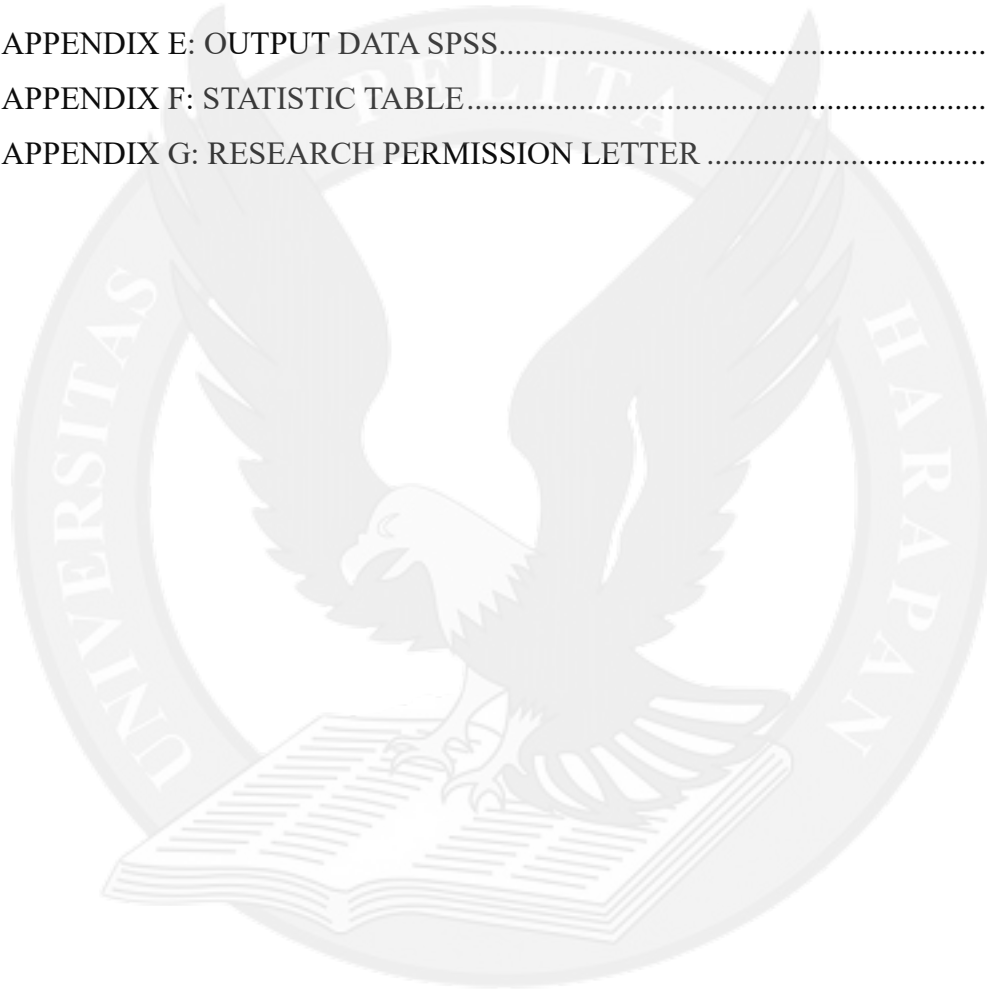 APPENDIX E: OUTPUT DATA SPSS..............................................................
APPENDIX F: STATISTIC TABLE..................................................................
APPENDIX G: RESEARCH PERMISSION LETTER ...................................
UNIVERSITAS PELITA HARAPAN